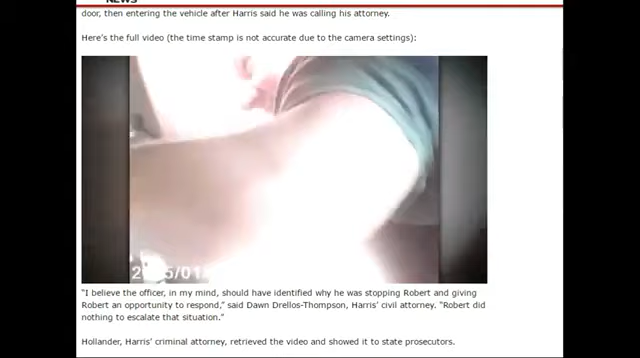 NEWS
door, then entering the vehicle after Harris said he was calling his attorney.
Here's the full video (the time stamp is not accurate due to the camera settings):
"I believe the officer, in my mind, should have identified why he was stopping Robert and giving
Robert an opportunity to respond," said Dawn Drellos-Thompson, Harris' civil attorney. "Robert did
nothing to escalate that situation."
Hollander, Harris' criminal attorney, retrieved the video and showed it to state prosecutors.